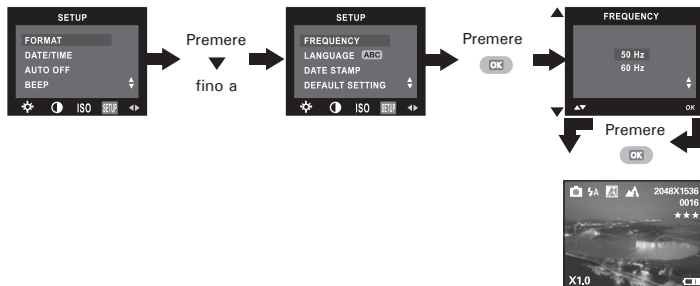 SETUP
FORMAT
DATE/TIME
AUTO OFF
BEEP
ISO SETUP
Premere
fino a
SETUP
FREQUENCY
LANGUAGE ABC
DATE STAMP
DEFAULT SETTING
ISO SETUP
Premere
OK
FREQUENCY
50 Hz
60 Hz
OK
Premere
OK
A 2048X1536
0016
X1.0